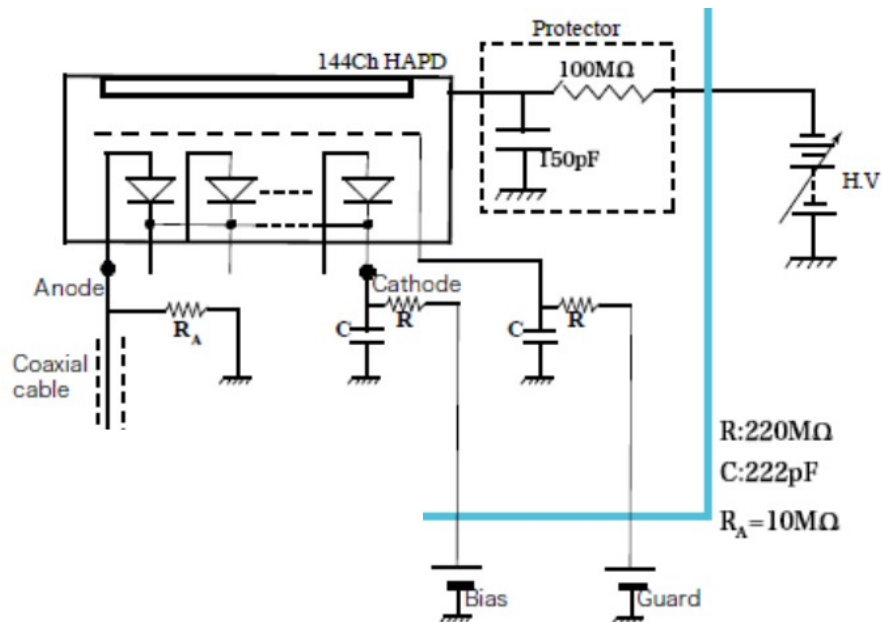 Protector
144Ch HAPD
100MΩ
150pF
H.V
Anode
Cathode
R_A
C
R
C
R
Coaxial
cable
R:220MΩ
C:222pF
R_A=10MΩ
Bias
Guard